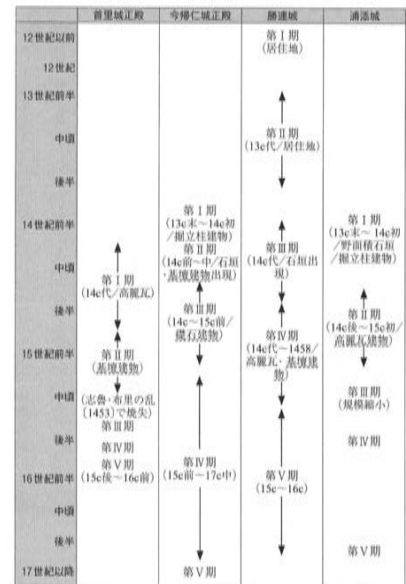 首里城正殿 今帰仁城正殿 勝連城 浦添城
12世紀以前
第Ⅰ期
(居住地)
12世紀
13世紀前半
中頃
第Ⅱ期
(13c代/居住地)
後半
14世紀前半
第Ⅰ期
(13c末～14c初
/掘立柱建物)
第Ⅱ期
(14c前～中/石垣
・基壇建物出現)
第Ⅲ期
(14c代/石垣出
現)
第Ⅰ期
(13c末～14c初
/野面積石垣
/掘立柱建物)
中頃
第Ⅰ期
(14c代/高麗瓦)
後半
第Ⅲ期
(14c～15c前/
礎石建物)
第Ⅳ期
(14c代～1458/
高麗瓦・基壇建
物)
第Ⅱ期
(14c後～15c初/
高麗瓦建物)
15世紀前半
第Ⅱ期
(基壇建物)
中頃
(志魯・布里の乱
〔1453〕で焼失)
第Ⅲ期
第Ⅲ期
(規模縮小)
後半
第Ⅳ期
第Ⅳ期
16世紀前半
第Ⅴ期
(15c後～16c前)
第Ⅳ期
(15c前～17c中)
第Ⅴ期
(15c～16c)
中頃
後半
第Ⅴ期
17世紀以降
第Ⅴ期